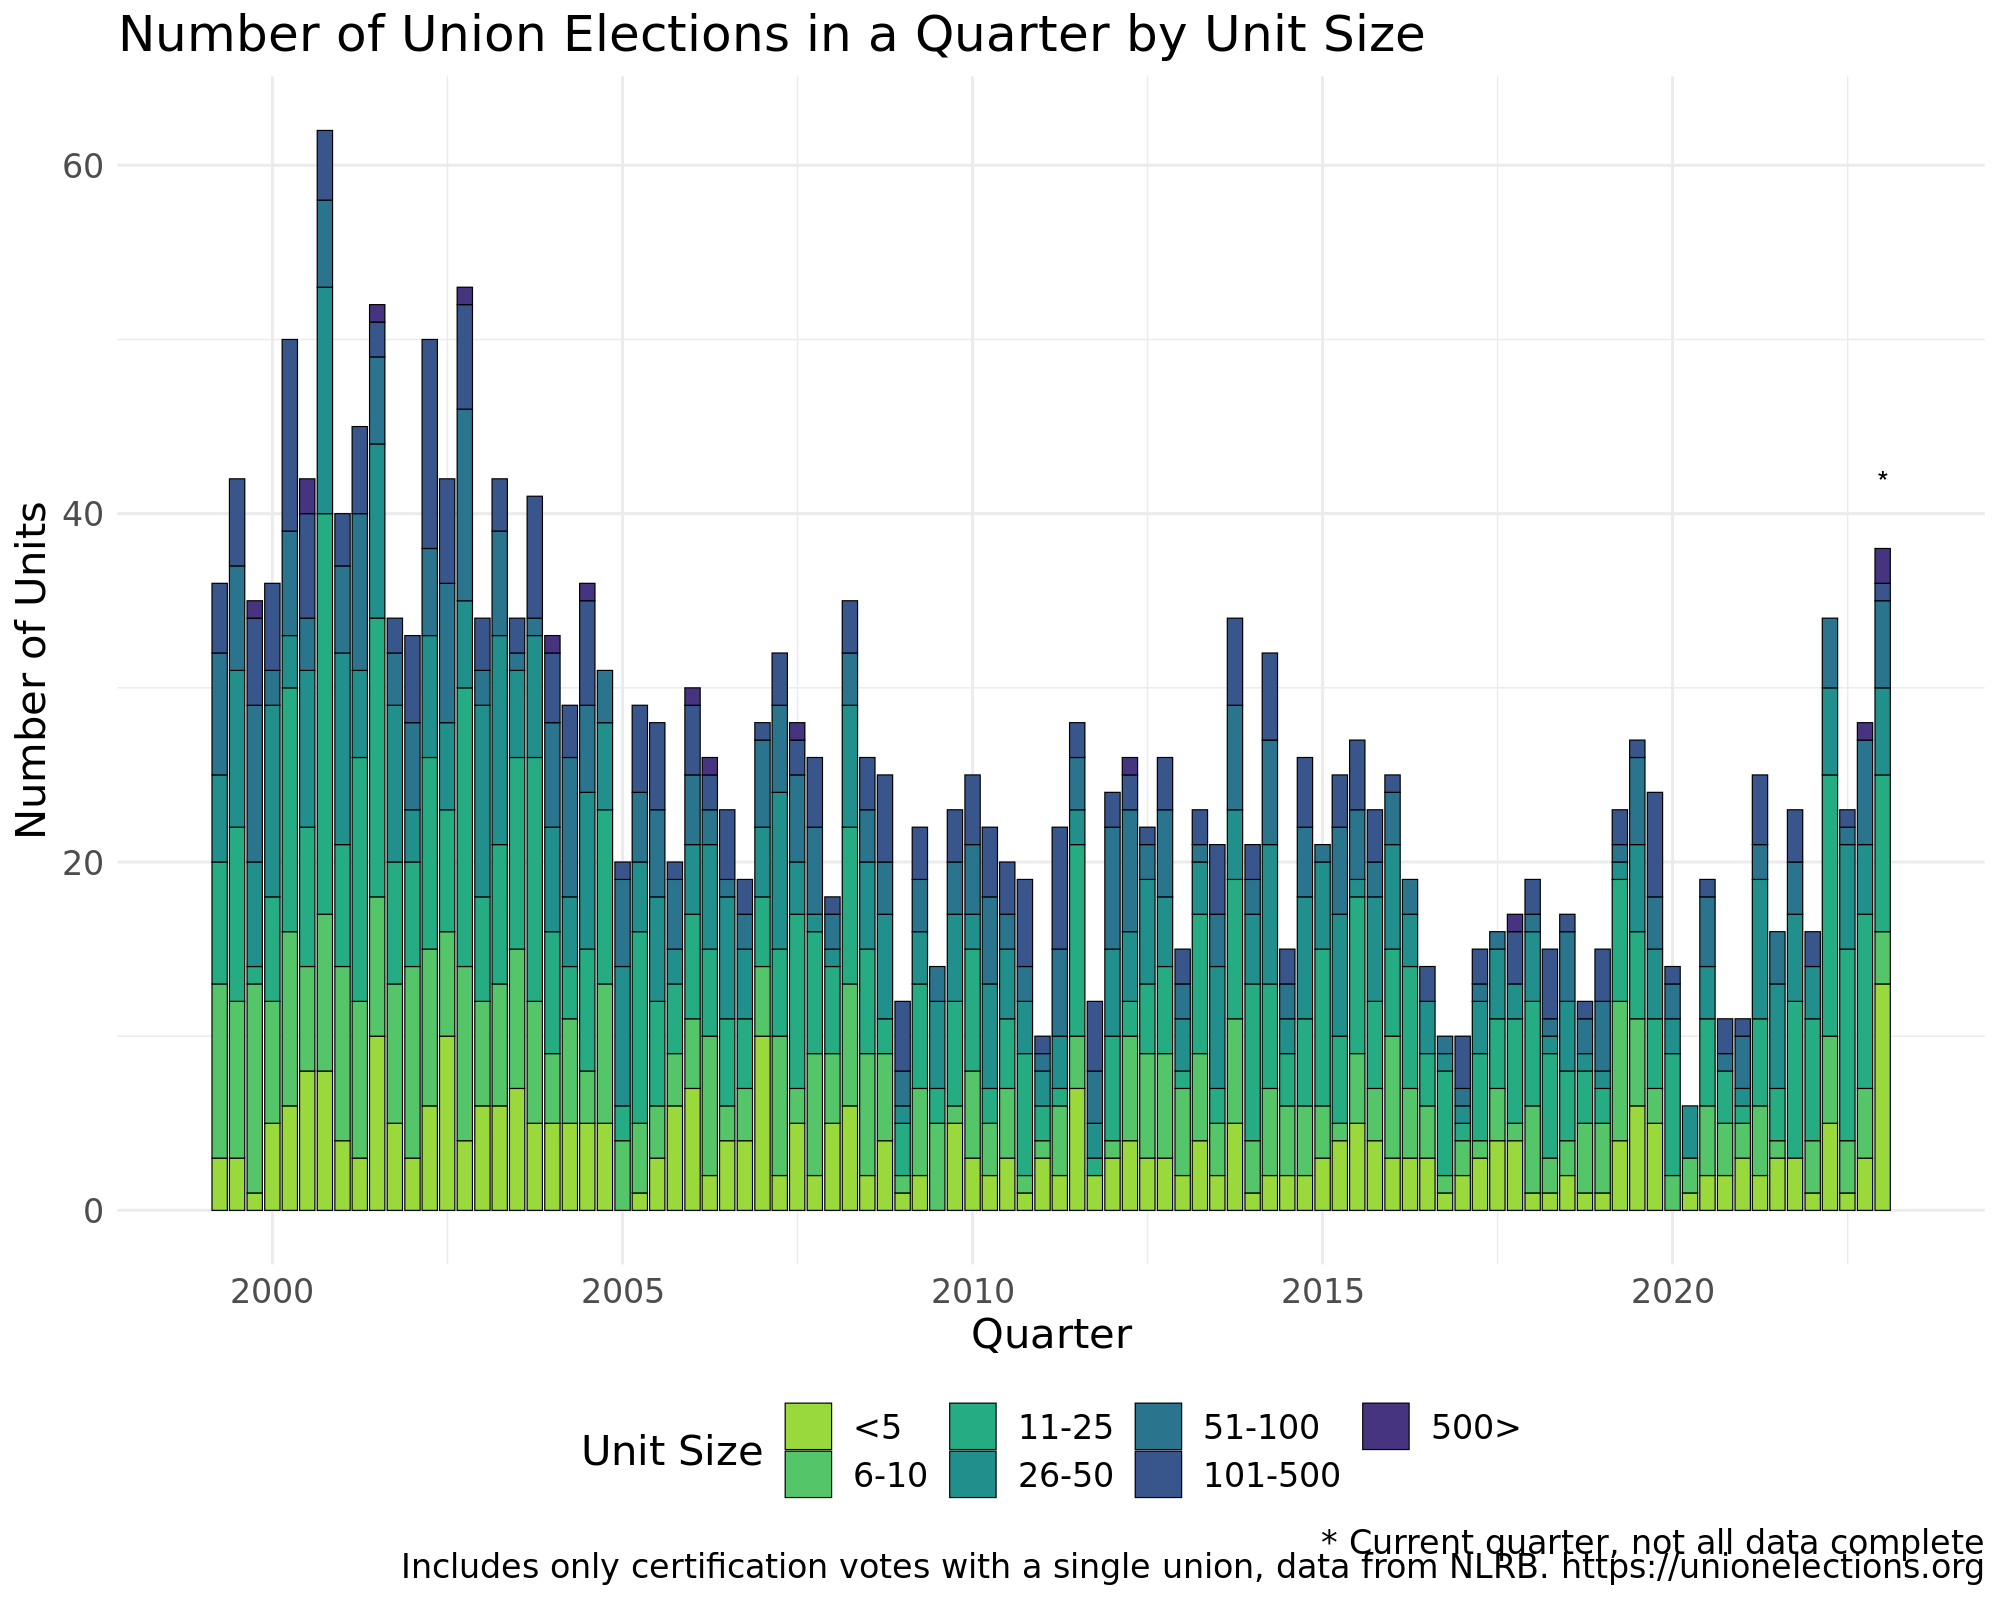 Number of Union Elections in a Quarter by Unit Size
Number of Units
60
40
20
0
*
2000 2005 2010 2015 2020
Quarter
Unit Size
<5 11-25 51-100 500>
6-10 26-50 101-500
* Current quarter, not all data complete
Includes only certification votes with a single union, data from NLRB. https://unionelections.org